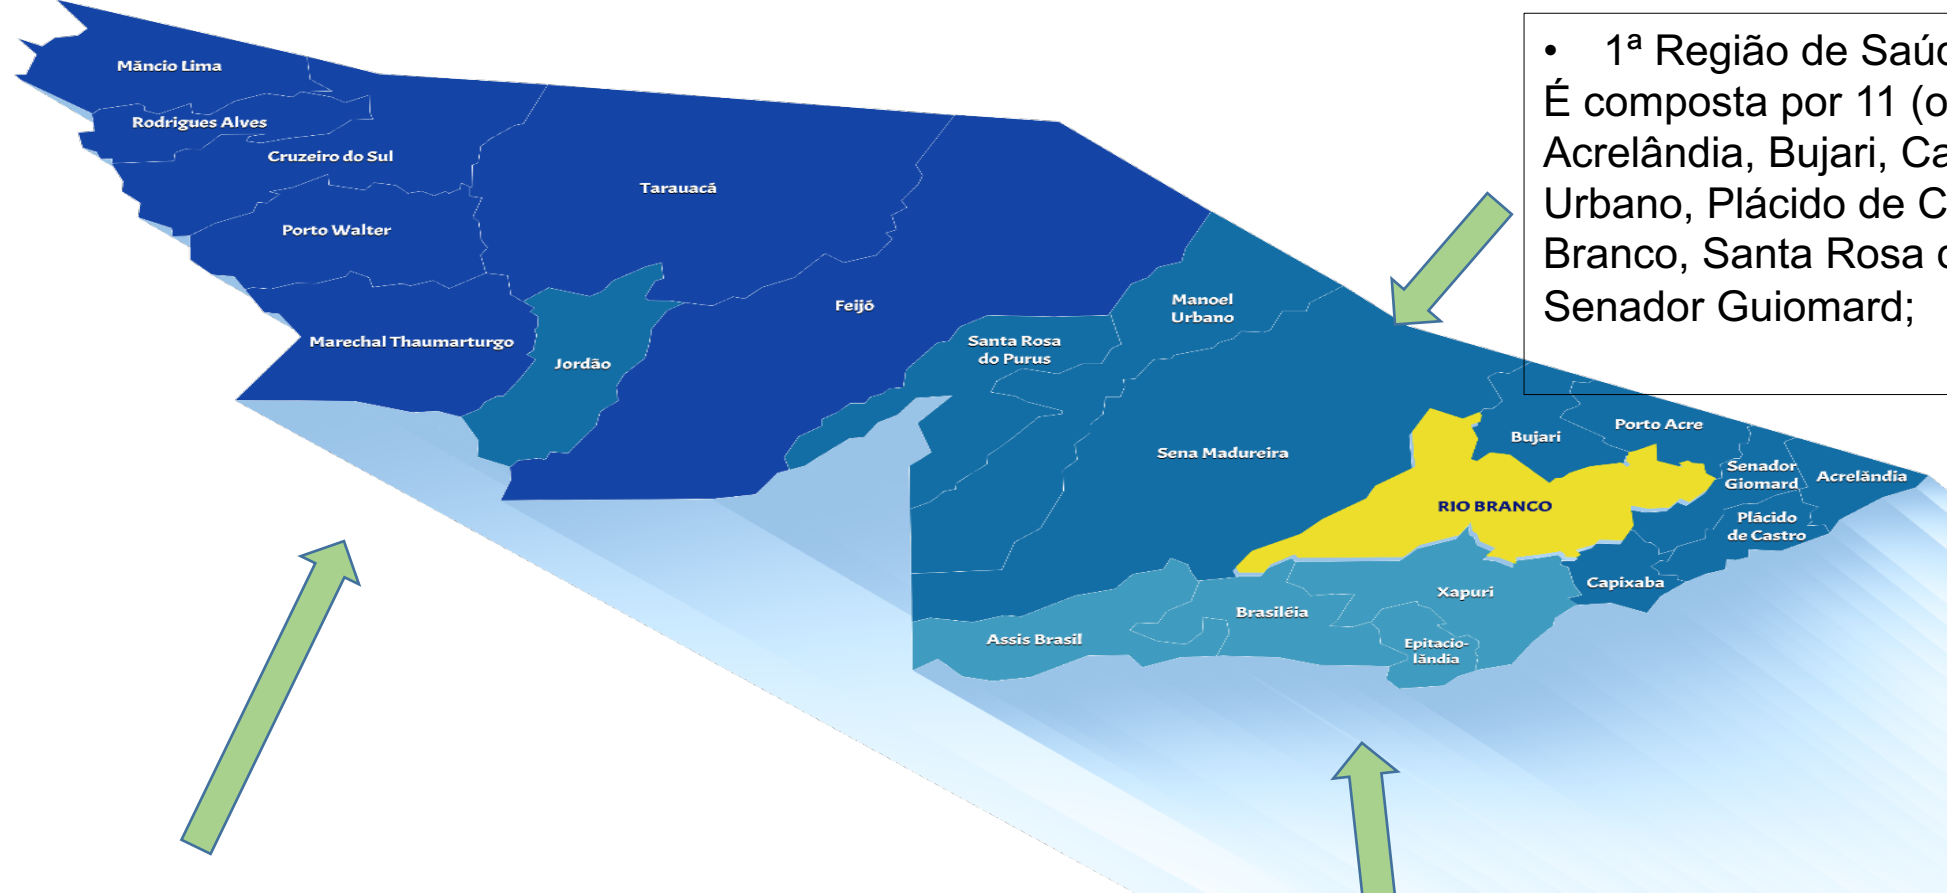 • 1ª Região de Saúd
É composta por 11 (o
Acrelândia, Bujari, Ca
Urbano, Plácido de C
Branco, Santa Rosa d
Senador Guiomard;
Mâncio Lima
Rodrigues Alves
Cruzeiro do Sul
Tarauacá
Porto Walter
Marechal Thaumarturgo
Jordão
Feijó
Manoel
Urbano
Santa Rosa
do Purus
Sena Madureira
Bujari
Porto Acre
Senador
Giomard
Acrelândia
RIO BRANCO
Plácido
de Castro
Capixaba
Xapuri
Brasiléia
Assis Brasil
Epitacio-
lândia